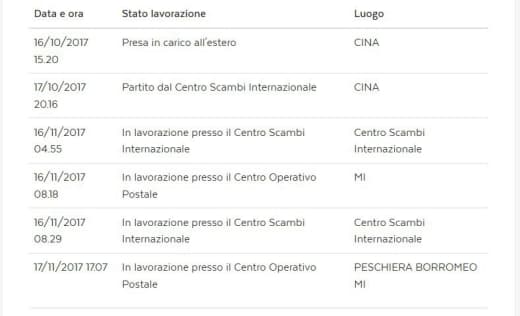 Data e ora Stato lavorazione Luogo
16/10/2017 Presa in carico all'estero CINA
15.20
17/10/2017 Partito dal Centro Scambi Internazionale CINA
20.16
16/11/2017 In lavorazione presso il Centro Scambi Centro Scambi
04.55 Internazionale Internazionale
16/11/2017 In lavorazione presso il Centro Operativo MI
08.18 Postale
16/11/2017 In lavorazione presso il Centro Scambi Centro Scambi
08.29 Internazionale Internazionale
17/11/2017 17.07 In lavorazione presso il Centro Operativo PESCHIERA BORROMEO
Postale MI